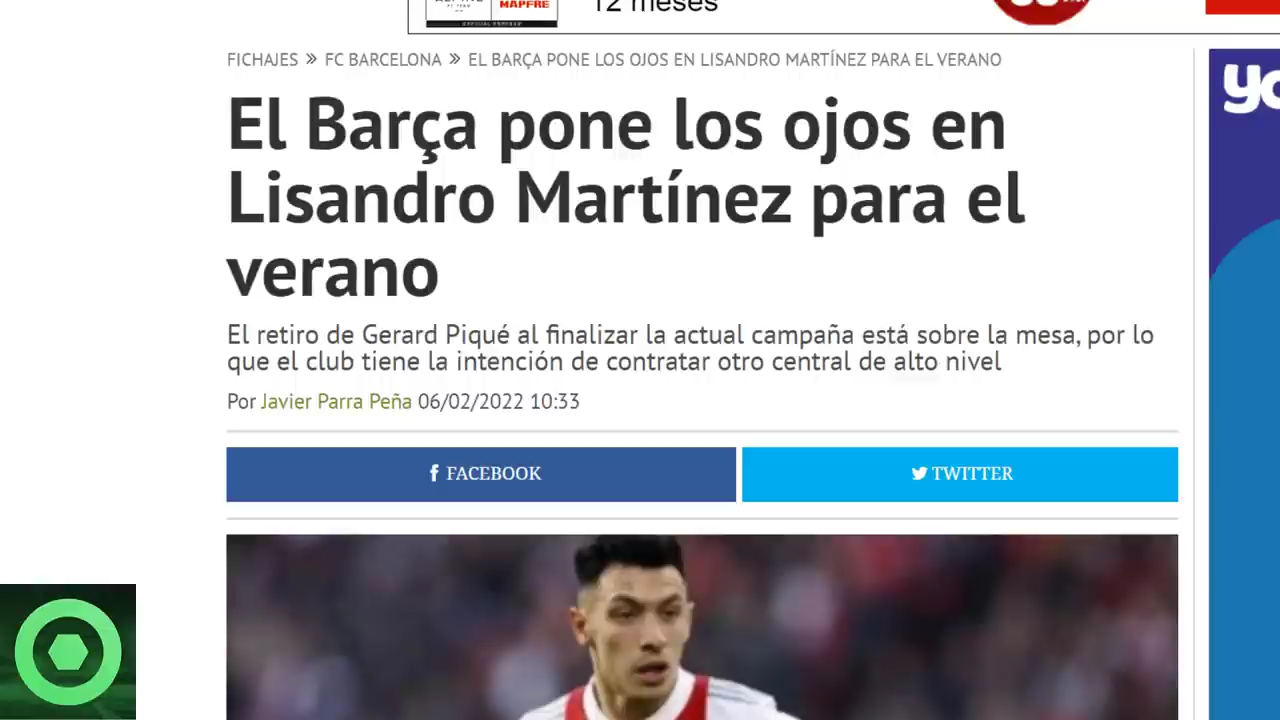 MAPFRE
12 meses
FICHAJES » FC BARCELONA » EL BARÇA PONE LOS OJOS EN LISANDRO MARTÍNEZ PARA EL VERANO
El Barça pone los ojos en
Lisandro Martínez para el
verano
El retiro de Gerard Piqué al finalizar la actual campaña está sobre la mesa, por lo
que el club tiene la intención de contratar otro central de alto nivel
Por Javier Parra Peña 06/02/2022 10:33
FACEBOOK
TWITTER